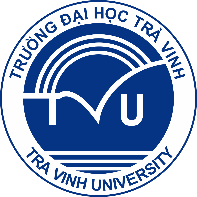 TRƯỜNG ĐẠI HỌC TRÀ VINH
TVU
TRA VINH UNIVERSITY